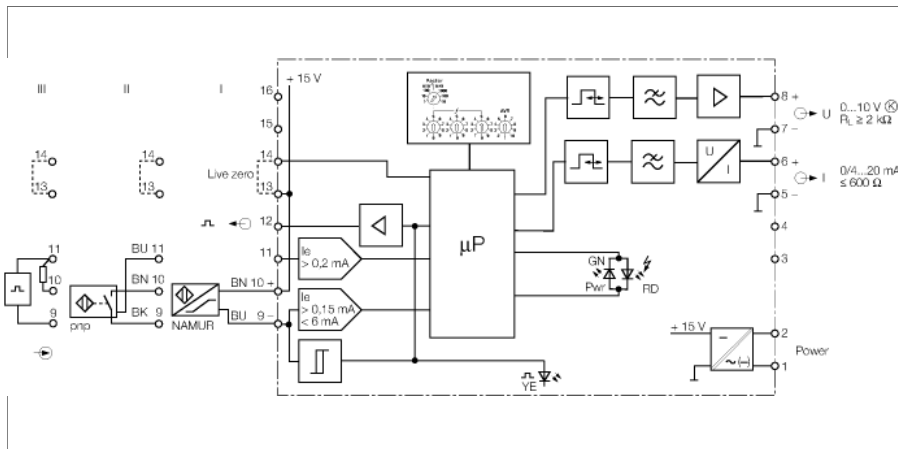 III
II
I
16
+ 15 V
15
14
14
14
Live zero
13
13
13
12
11
BU 11
11
10
BN 10
BN 10 +
9
BK 9
BU 9 –
pnp
NAMUR
Ie
> 0,2 mA
Ie
> 0,15 mA
< 6 mA
µP
GN
Pwr
RD
YE
U
I
8 +
U
0...10 V K
RL ≥ 2 kΩ
7 –
6 +
I
0/4...20 mA
≤ 600 Ω
5 –
4
3
+ 15 V
2
Power
1